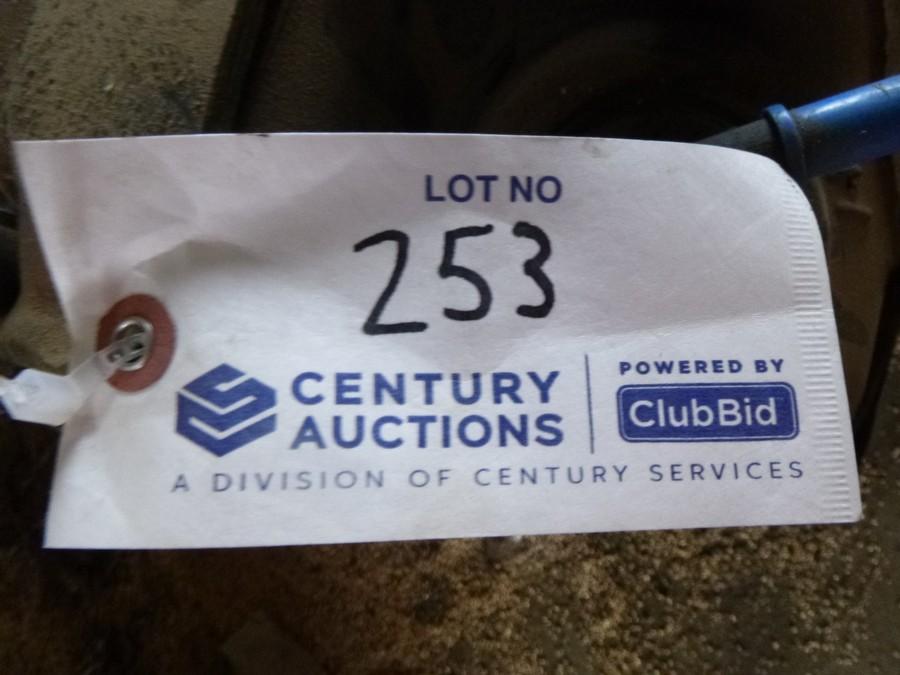 LOT NO
253
CENTURY
AUCTIONS
POWERED BY
ClubBid
A DIVISION OF CENTURY SERVICES